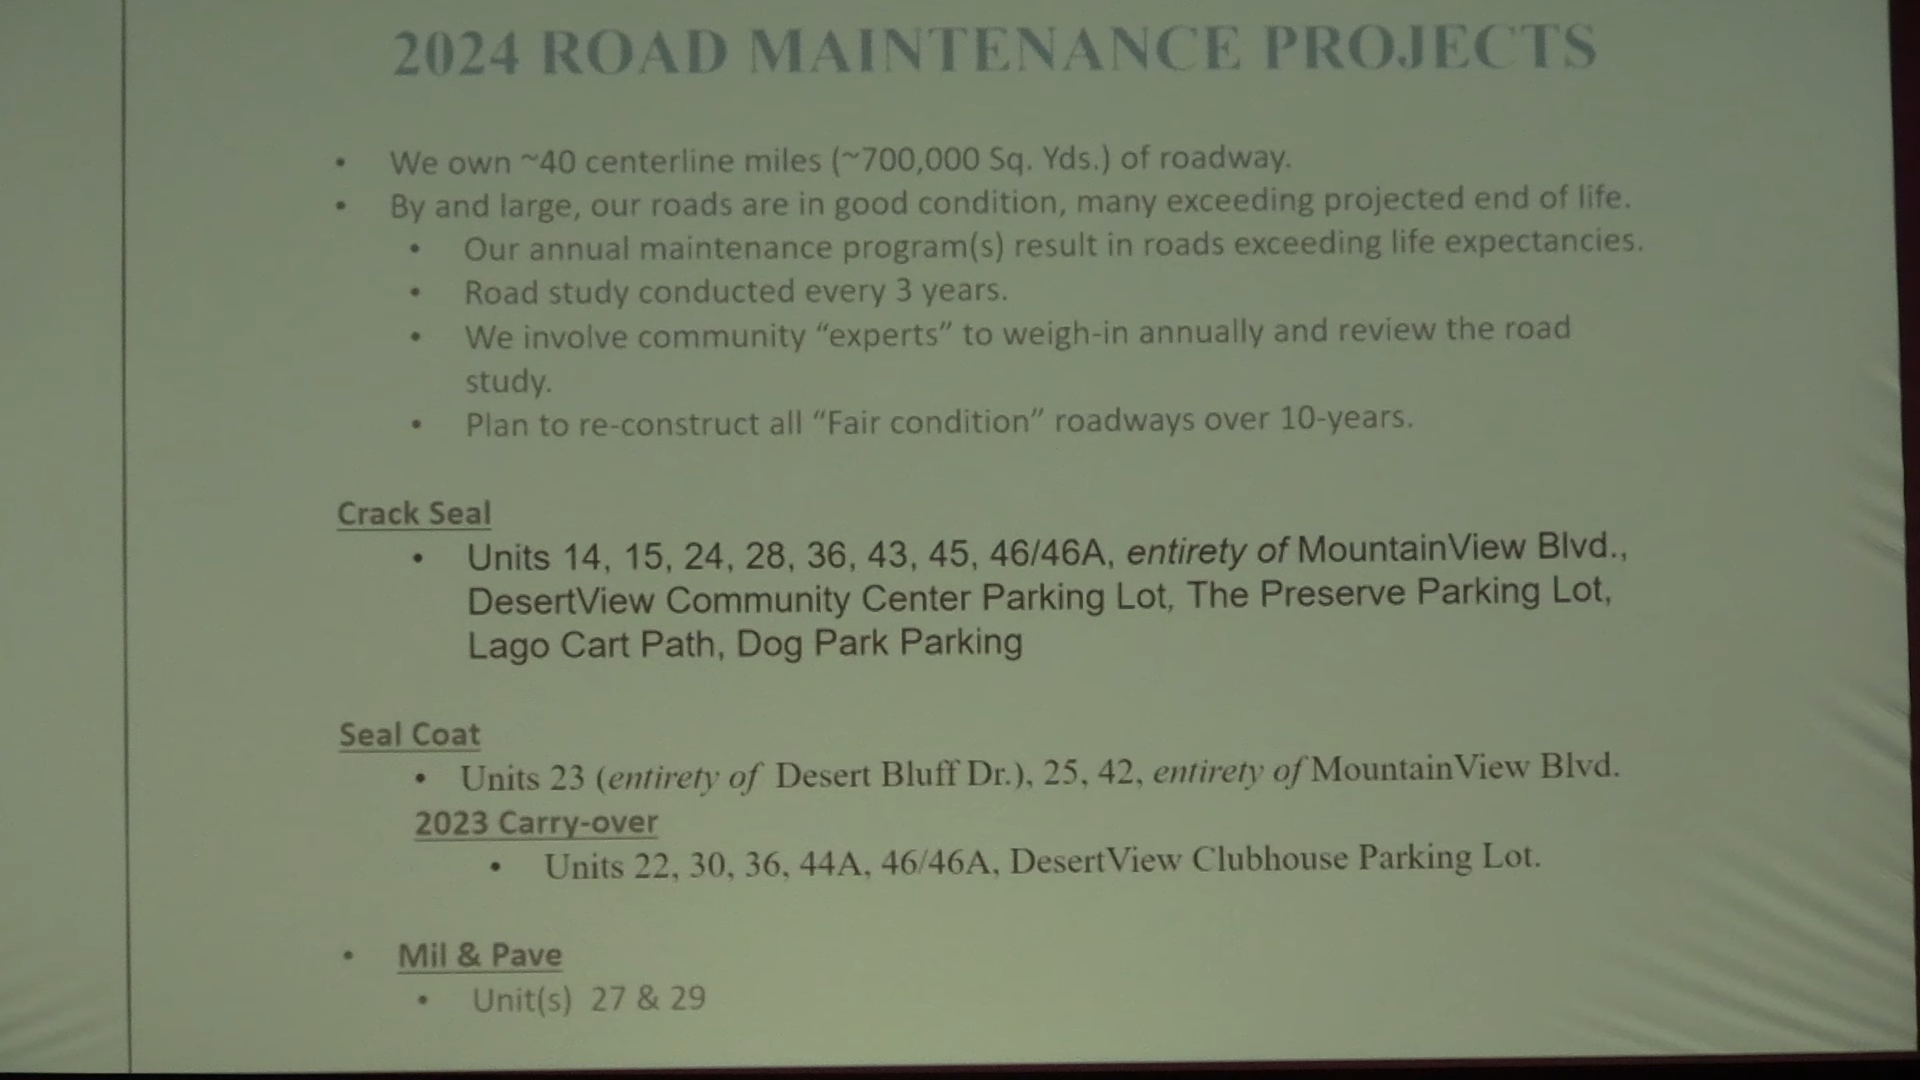 2024 ROAD MAINTENANCE PROJECTS
• We own ~40 centerline miles (~700,000 Sq. Yds.) of roadway.
• By and large, our roads are in good condition, many exceeding projected end of life.
• Our annual maintenance program(s) result in roads exceeding life expectancies.
• Road study conducted every 3 years.
• We involve community “experts” to weigh-in annually and review the road
study.
• Plan to re-construct all “Fair condition” roadways over 10-years.
Crack Seal
• Units 14, 15, 24, 28, 36, 43, 45, 46/46A, entirety of MountainView Blvd.,
DesertView Community Center Parking Lot, The Preserve Parking Lot,
Lago Cart Path, Dog Park Parking
Seal Coat
• Units 23 (entirety of Desert Bluff Dr.), 25, 42, entirety of MountainView Blvd.
2023 Carry-over
• Units 22, 30, 36, 44A, 46/46A, DesertView Clubhouse Parking Lot.
• Mil & Pave
• Unit(s) 27 & 29